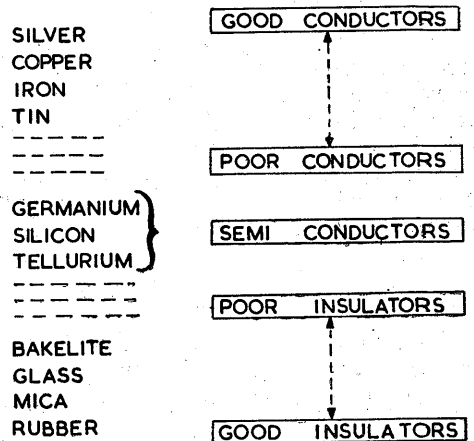 SILVER
COPPER
IRON
TIN
GERMANIUM
SILICON
TELLURIUM
BAKELITE
GLASS
MICA
RUBBER
GOOD CONDUCTORS
POOR CONDUCTORS
SEMI CONDUCTORS
POOR INSULATORS
GOOD INSULATORS